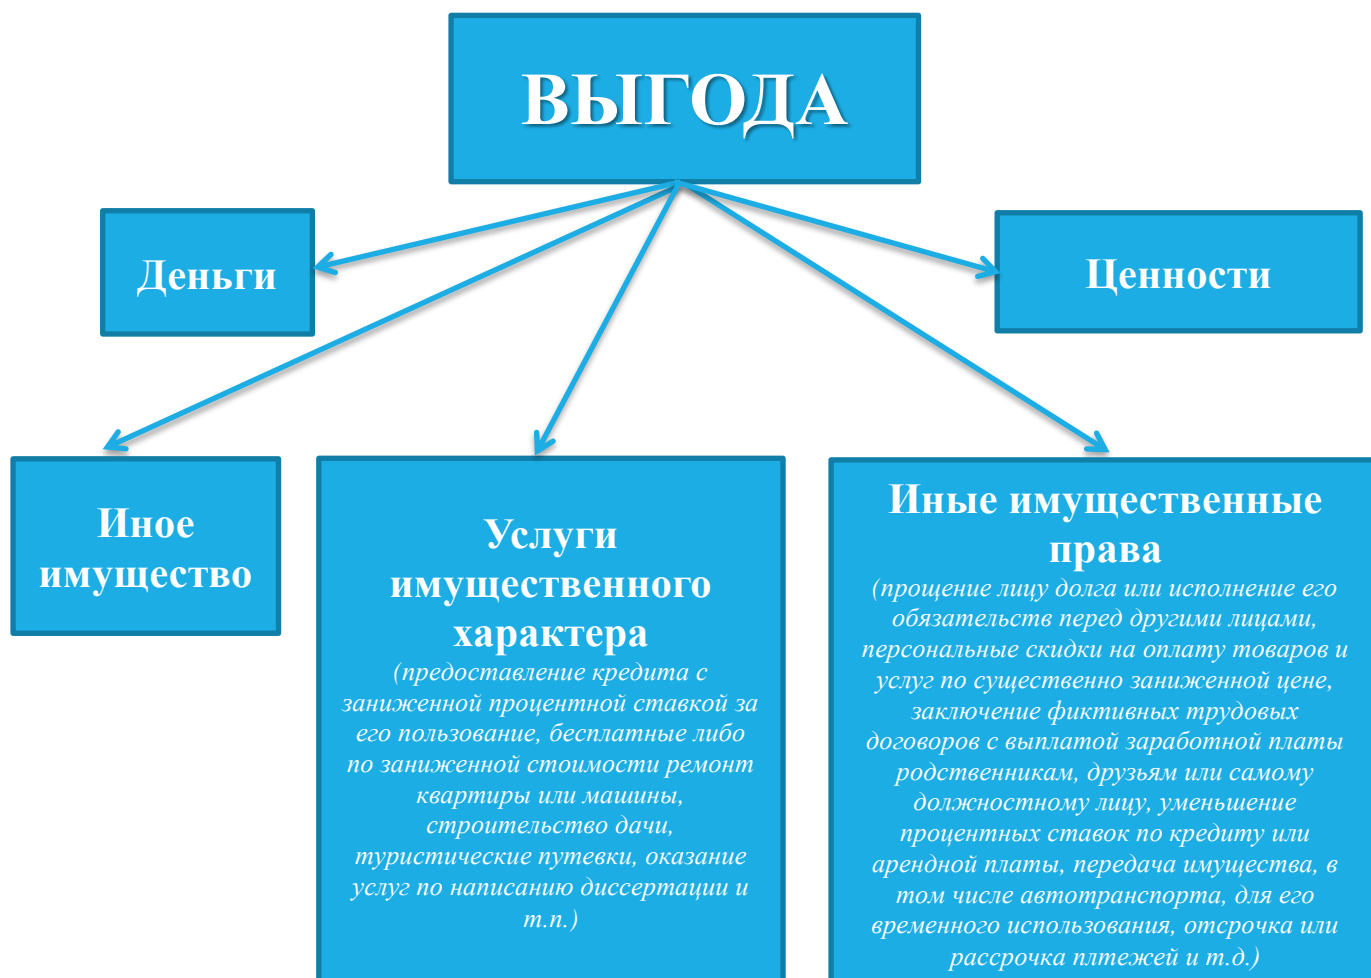 ВЫГОДА
Деньги
Ценности
Иное
имущество
Услуги
имущественного
характера
(предоставление кредита с
заниженной процентной ставкой за
его пользование, бесплатные либо
по заниженной стоимости ремонт
квартиры или машины,
строительство дачи,
туристические путевки, оказание
услуг по написанию диссертации и
т.п.)
Иные имущественные
права
(прощение лицу долга или исполнение его
обязательств перед другими лицами,
персональные скидки на оплату товаров и
услуг по существенно заниженной цене,
заключение фиктивных трудовых
договоров с выплатой заработной платы
родственникам, друзьям или самому
должностному лицу, уменьшение
процентных ставок по кредиту или
арендной платы, передача имущества, в
том числе автотранспорта, для его
временного использования, отсрочка или
рассрочка плтежей и т.д.)